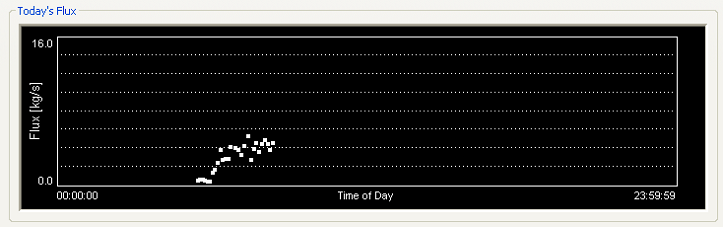 Today's Flux
16.0
Flux [kg/s]
0.0
00:00:00 Time of Day 23:59:59